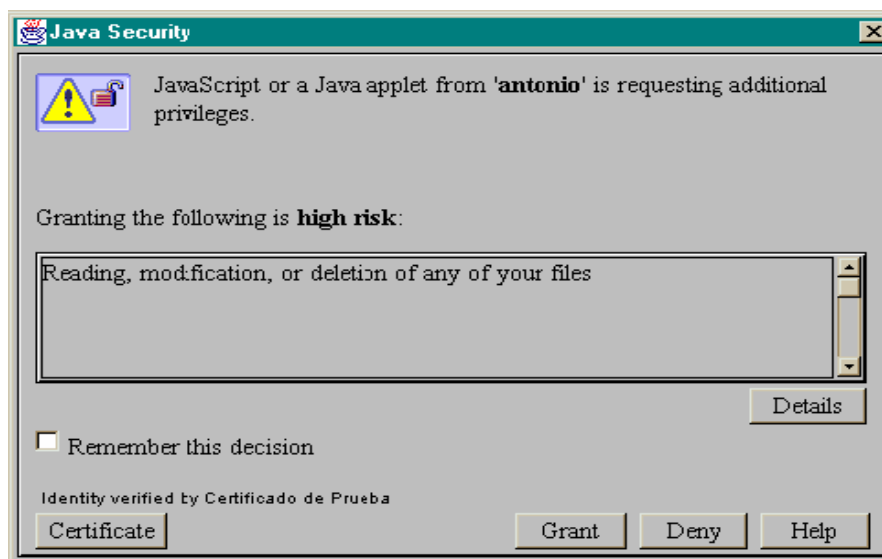 Java Security
JavaScript or a Java applet from 'antonio' is requesting additional
privileges.
Granting the following is high risk:
Reading, modification, or deletion of any of your files
Details
Remember this decision
Identity verified by Certificado de Prueba
Certificate Grant Deny Help